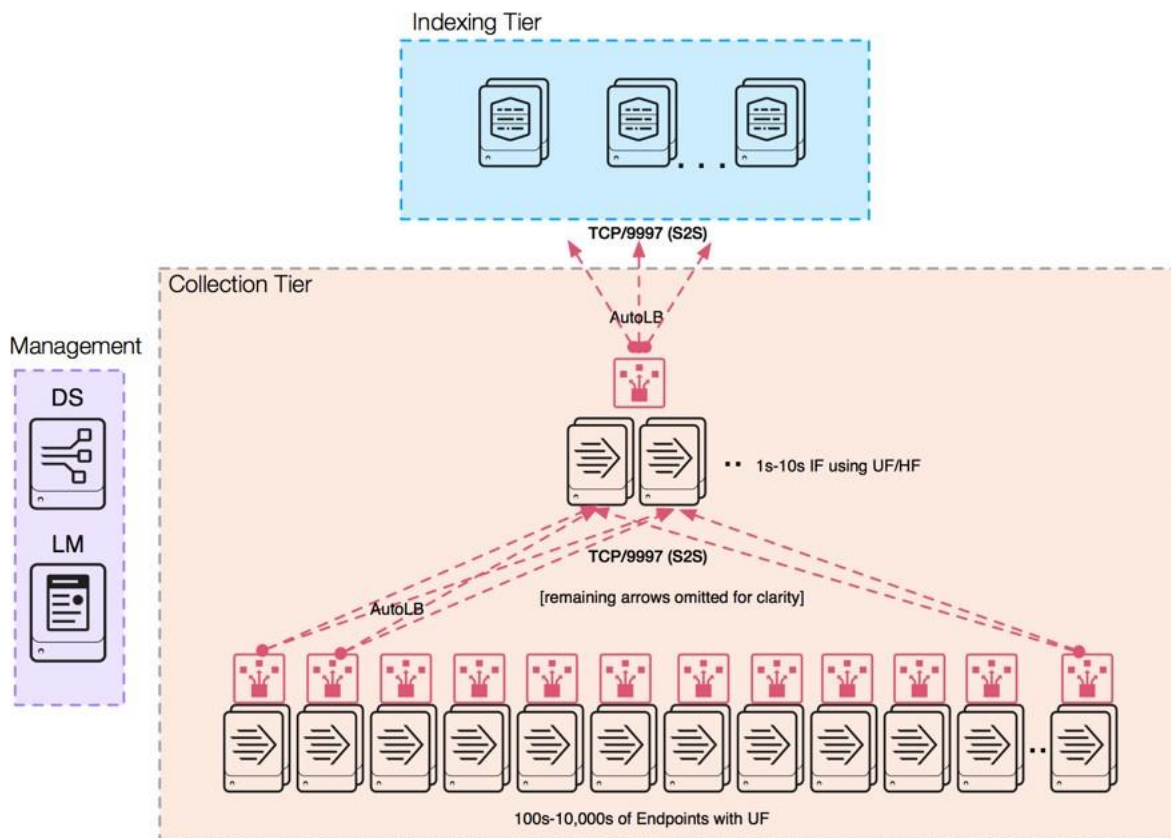 Indexing Tier
. . .
TCP/9997 (S2S)
Collection Tier
AutoLB
Management
DS
.. 1s-10s IF using UF/HF
LM
TCP/9997 (S2S)
[remaining arrows omitted for clarity]
AutoLB
..
100s-10,000s of Endpoints with UF